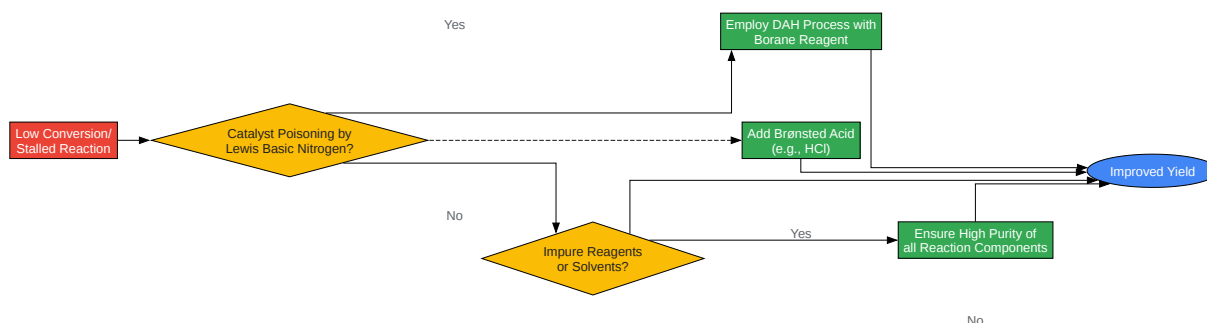 Yes
Employ DAH Process with
Borane Reagent
Low Conversion/
Stalled Reaction
Catalyst Poisoning by
Lewis Basic Nitrogen?
Add Brønsted Acid
(e.g., HCl)
Improved Yield
No
Impure Reagents
or Solvents?
Yes
Ensure High Purity of
all Reaction Components
No